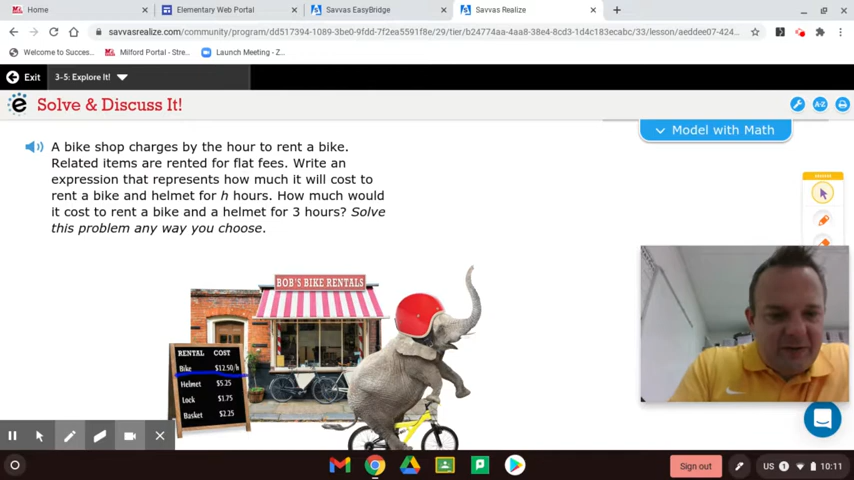 Home
Elementary Web Portal
Savvas EasyBridge
Savvas Realize
savvasrealize.com/community/program/dd517394-1089-3be0-9fdd-7f2ea5591f8e/29/tier/b24774aa-4aa8-38e4-8cd3-1d4c183ecabc/33/lesson/aeddee07-424...
Welcome to Succes...
Milford Portal - Stre...
Launch Meeting - Z...
Exit
3-5: Explore It!
Solve & Discuss It!
A-Z
Model with Math
A bike shop charges by the hour to rent a bike.
Related items are rented for flat fees. Write an
expression that represents how much it will cost to
rent a bike and helmet for h hours. How much would
it cost to rent a bike and a helmet for 3 hours? Solve
this problem any way you choose.
BOB'S BIKE RENTALS
RENTAL COST
Bike $12.50/h
Helmet $5.25
Lock $1.75
Basket $2.25
Sign out
US
1
10:11